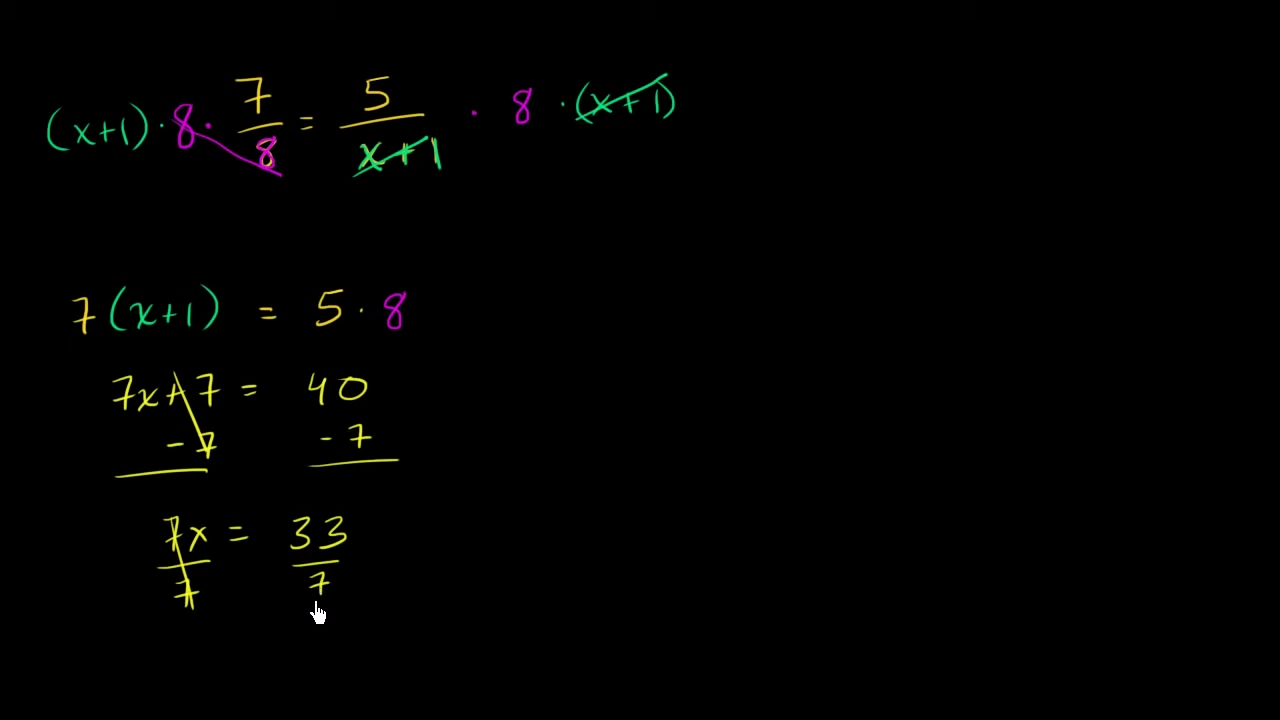 (x+1) · 8 · 7/8 = 5/(x+1) · 8 · (x+1)
7(x+1) = 5 · 8
7x+7 = 40
-7 -7
7x/7 = 33/7